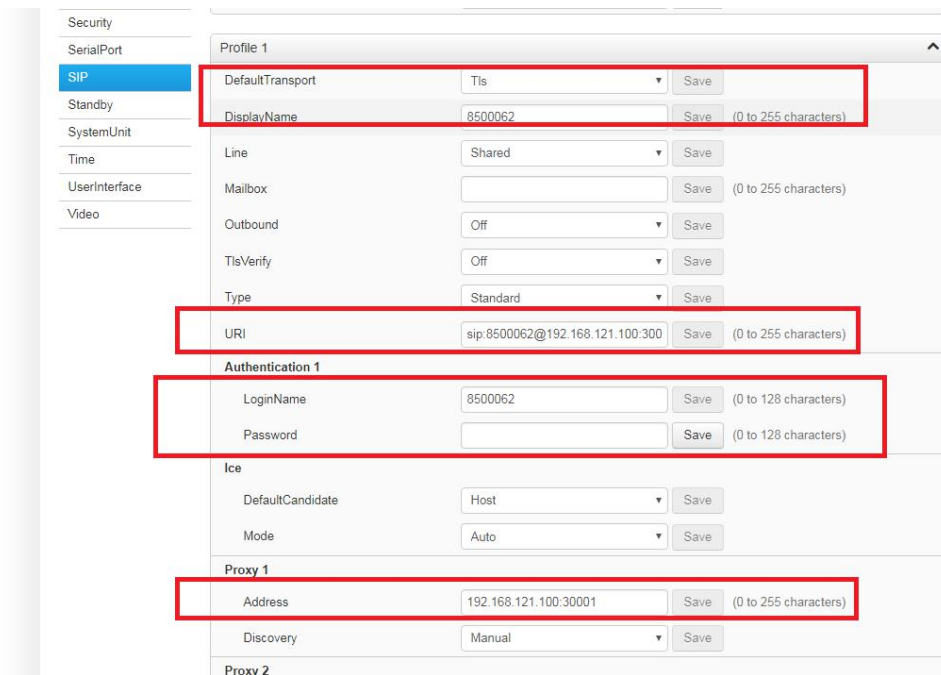 Security
SerialPort
SIP
Standby
SystemUnit
Time
UserInterface
Video
Profile 1
DefaultTransport Tls Save
DisplayName 8500062 Save (0 to 255 characters)
Line Shared Save
Mailbox Save (0 to 255 characters)
Outbound Off Save
TlsVerify Off Save
Type Standard Save
URI sip:8500062@192.168.121.100:300 Save (0 to 255 characters)
Authentication 1
LoginName 8500062 Save (0 to 128 characters)
Password Save (0 to 128 characters)
Ice
DefaultCandidate Host Save
Mode Auto Save
Proxy 1
Address 192.168.121.100:30001 Save (0 to 255 characters)
Discovery Manual Save
Proxy 2